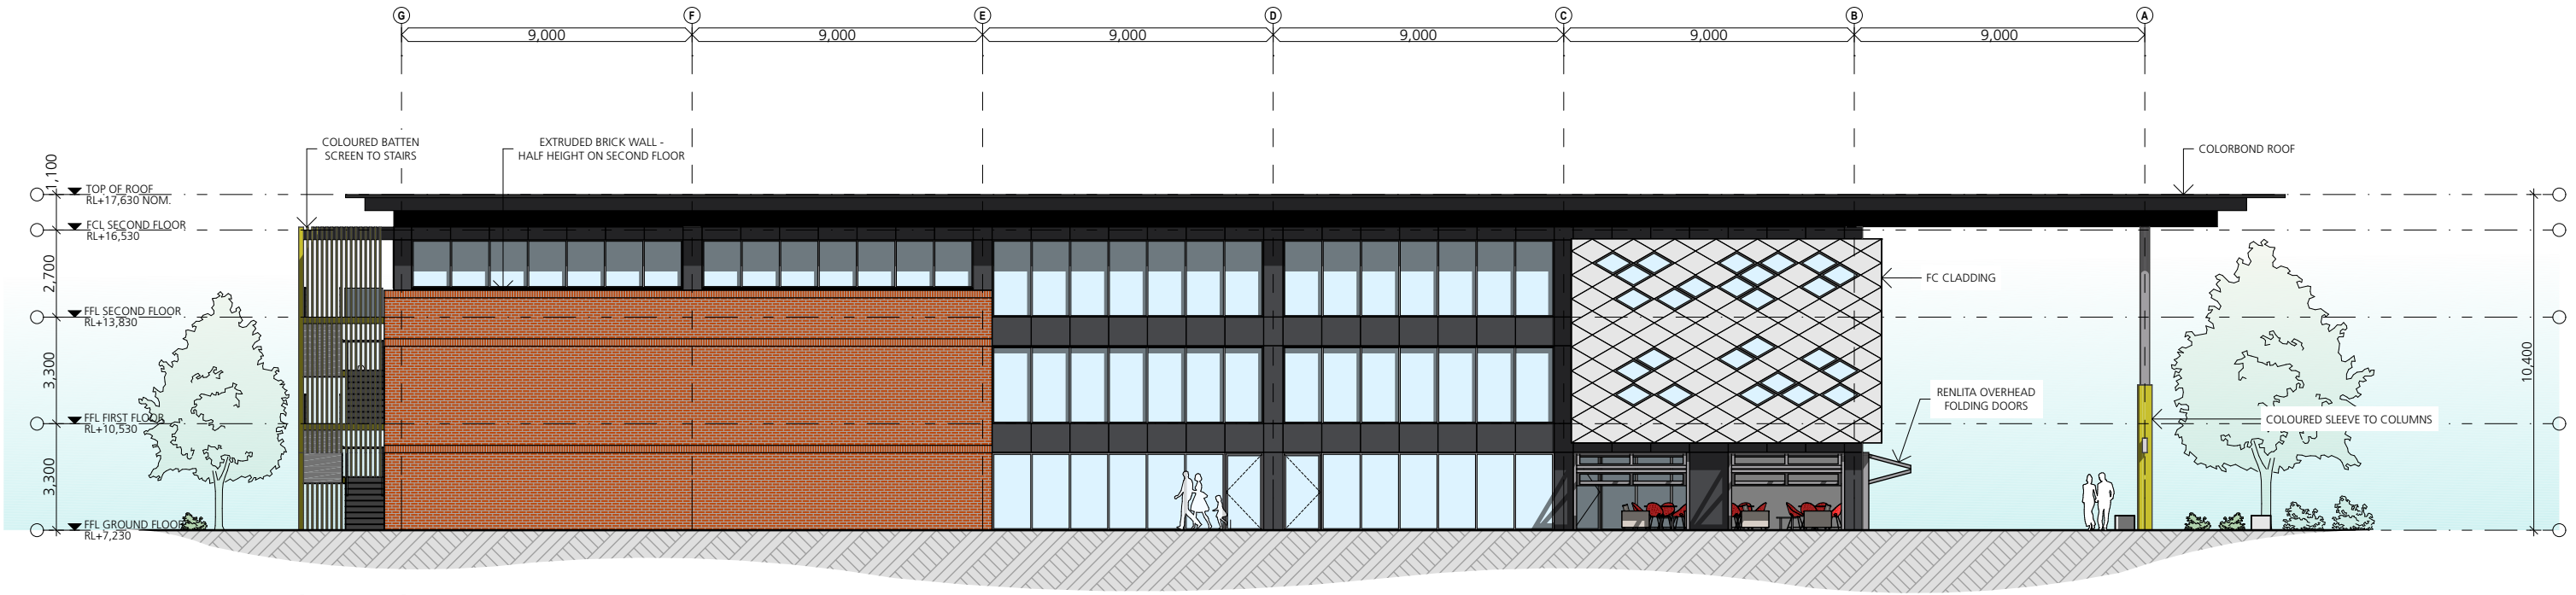 G F E D C B A
9,000 9,000 9,000 9,000 9,000 9,000
COLOURED BATTEN
SCREEN TO STAIRS
EXTRUDED BRICK WALL -
HALF HEIGHT ON SECOND FLOOR
COLORBOND ROOF
1,100
TOP OF ROOF
RL+17,630 NOM.
FCL SECOND FLOOR
RL+16,530
2,700
FC CLADDING
FFL SECOND FLOOR
RL+13,830
3,300
10,400
RENLITA OVERHEAD
FOLDING DOORS
FFL FIRST FLOOR
RL+10,530
COLOURED SLEEVE TO COLUMNS
3,300
FFL GROUND FLOOR
RL+7,230